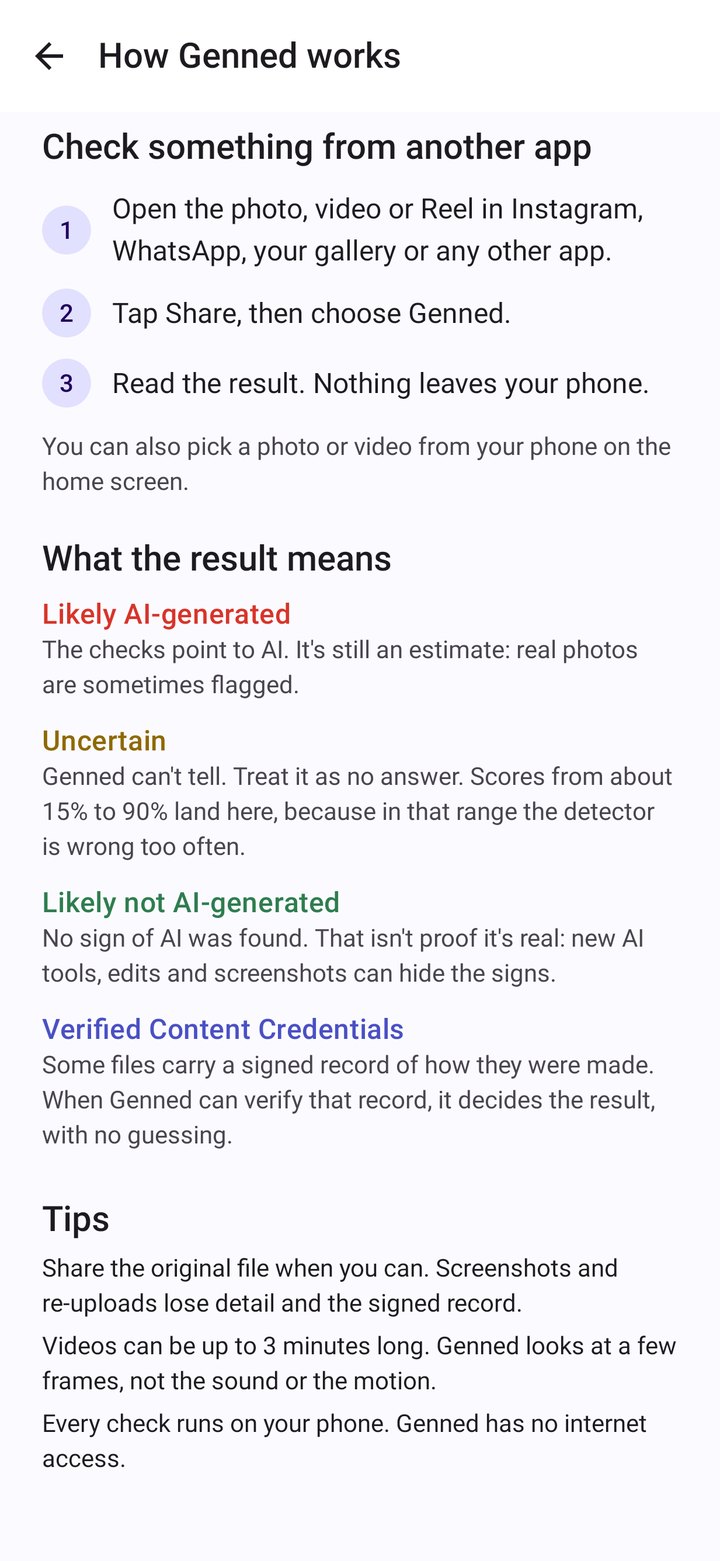 How Genned works
Check something from another app
1
Open the photo, video or Reel in Instagram,
WhatsApp, your gallery or any other app.
2
Tap Share, then choose Genned.
3
Read the result. Nothing leaves your phone.
You can also pick a photo or video from your phone on the
home screen.
What the result means
Likely AI-generated
The checks point to AI. It's still an estimate: real photos
are sometimes flagged.
Uncertain
Genned can't tell. Treat it as no answer. Scores from about
15% to 90% land here, because in that range the detector
is wrong too often.
Likely not AI-generated
No sign of AI was found. That isn't proof it's real: new AI
tools, edits and screenshots can hide the signs.
Verified Content Credentials
Some files carry a signed record of how they were made.
When Genned can verify that record, it decides the result,
with no guessing.
Tips
Share the original file when you can. Screenshots and
re-uploads lose detail and the signed record.
Videos can be up to 3 minutes long. Genned looks at a few
frames, not the sound or the motion.
Every check runs on your phone. Genned has no internet
access.